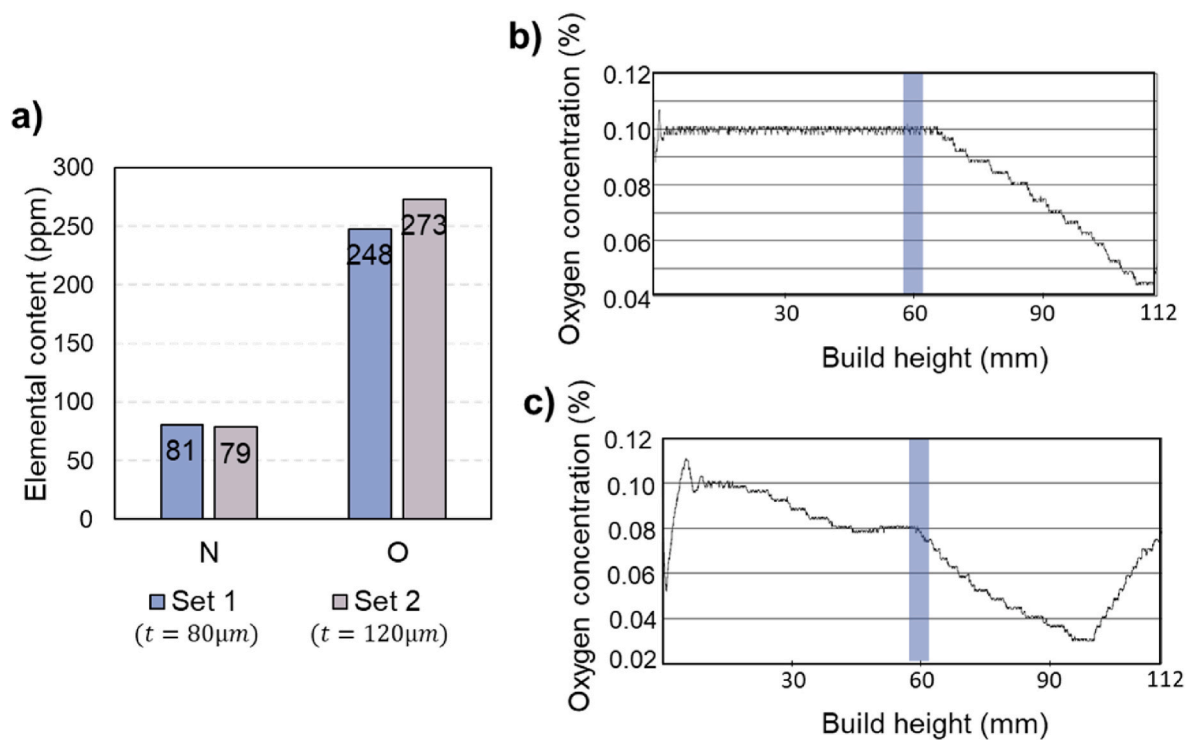 a)
Elemental content (ppm)
300
250
200
150
100
50
0
81
79
248
273
N
O
Set 1
(t = 80μm)
Set 2
(t = 120μm)
b)
Oxygen concentration (%)
0.12
0.10
0.08
0.06
0.04
30
60
90
112
Build height (mm)
c)
Oxygen concentration (%)
0.12
0.10
0.08
0.06
0.04
0.02
30
60
90
112
Build height (mm)